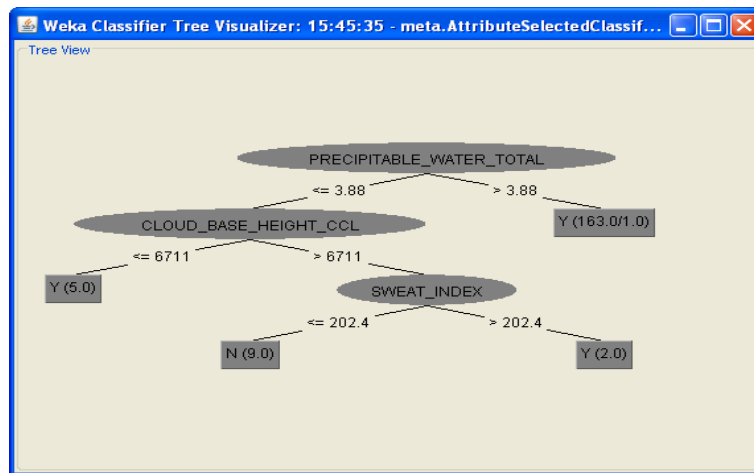 Weka Classifier Tree Visualizer: 15:45:35 - meta.AttributeSelectedClassif...
Tree View
PRECIPITABLE_WATER_TOTAL
<= 3.88
> 3.88
CLOUD_BASE_HEIGHT_CCL
Y (163.0/1.0)
<= 6711
> 6711
Y (5.0)
SWEAT_INDEX
<= 202.4
> 202.4
N (9.0)
Y (2.0)